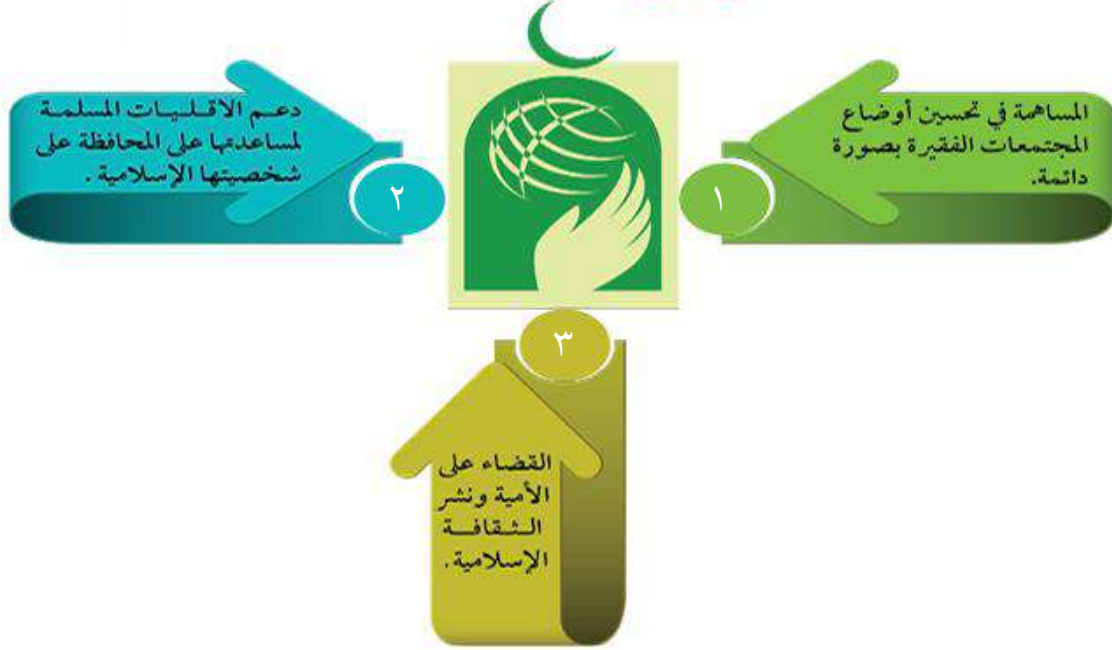 ١
المساهمة في تحسين أوضاع
المجتمعات الفقيرة بصورة
دائمة.
٢
دعم الاقليات المسلمة
لمساعدتها على المحافظة على
شخصيتها الإسلامية .
٣
القضاء على
الأمية ونشر
الثقافة
الإسلامية.